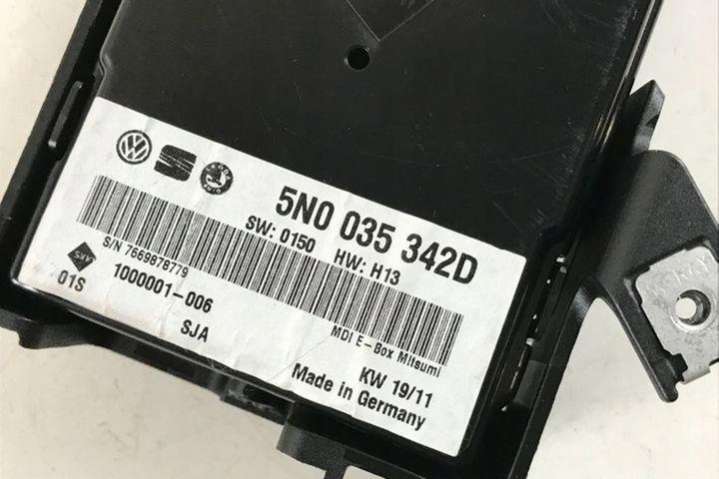 5N0 035 342D
SW: 0150 HW: H13
S/N 7669878779
1000001-006
01S
SJA
MDI E-Box Mitsumi
KW 19/11
Made in Germany